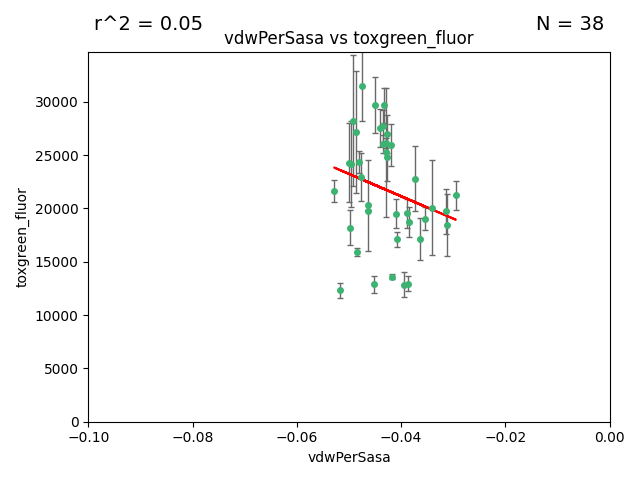 r^2 = 0.05
N = 38
vdwPerSasa vs toxgreen_fluor
30000
25000
20000
15000
10000
5000
0
toxgreen_fluor
−0.10
−0.08
−0.06
−0.04
−0.02
0.00
vdwPerSasa